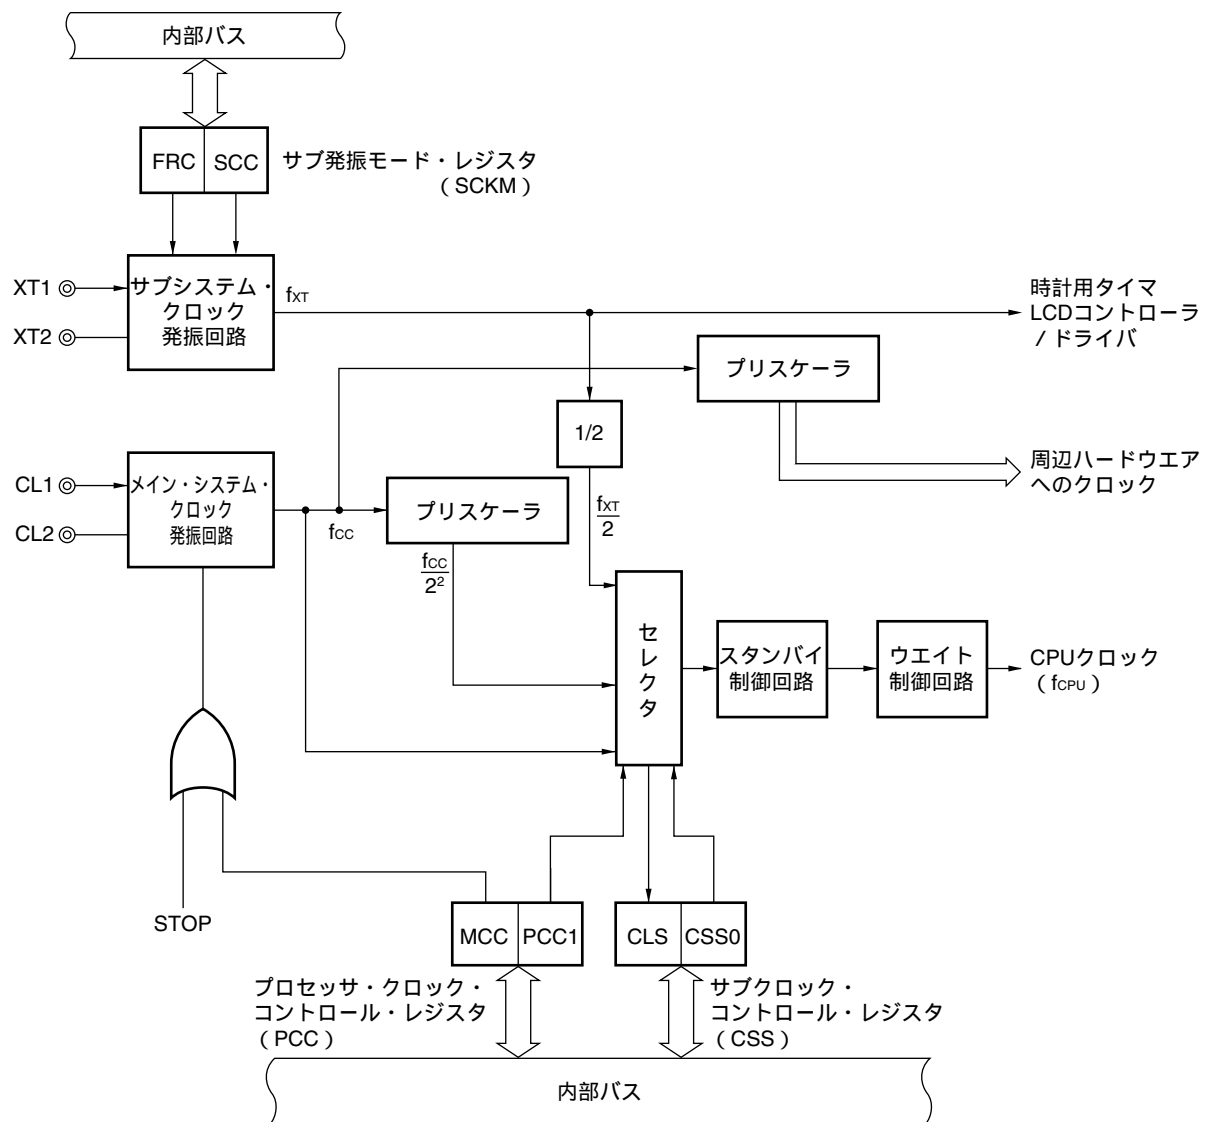 内部バス
FRC SCC
サブ発振モード・レジスタ
（SCKM）
XT1
XT2
サブシステム・
クロック
発振回路
fXT
時計用タイマ
LCDコントローラ
/ドライバ
プリスケーラ
1/2
周辺ハードウエア
へのクロック
CL1
CL2
メイン・システム・
クロック
発振回路
fCC
プリスケーラ
fXT
2
fCC
2²
セレクタ
スタンバイ
制御回路
ウエイト
制御回路
CPUクロック
（fCPU）
STOP
MCC PCC1
CLS CSS0
プロセッサ・クロック・
コントロール・レジスタ
（PCC）
サブクロック・
コントロール・レジスタ
（CSS）
内部バス